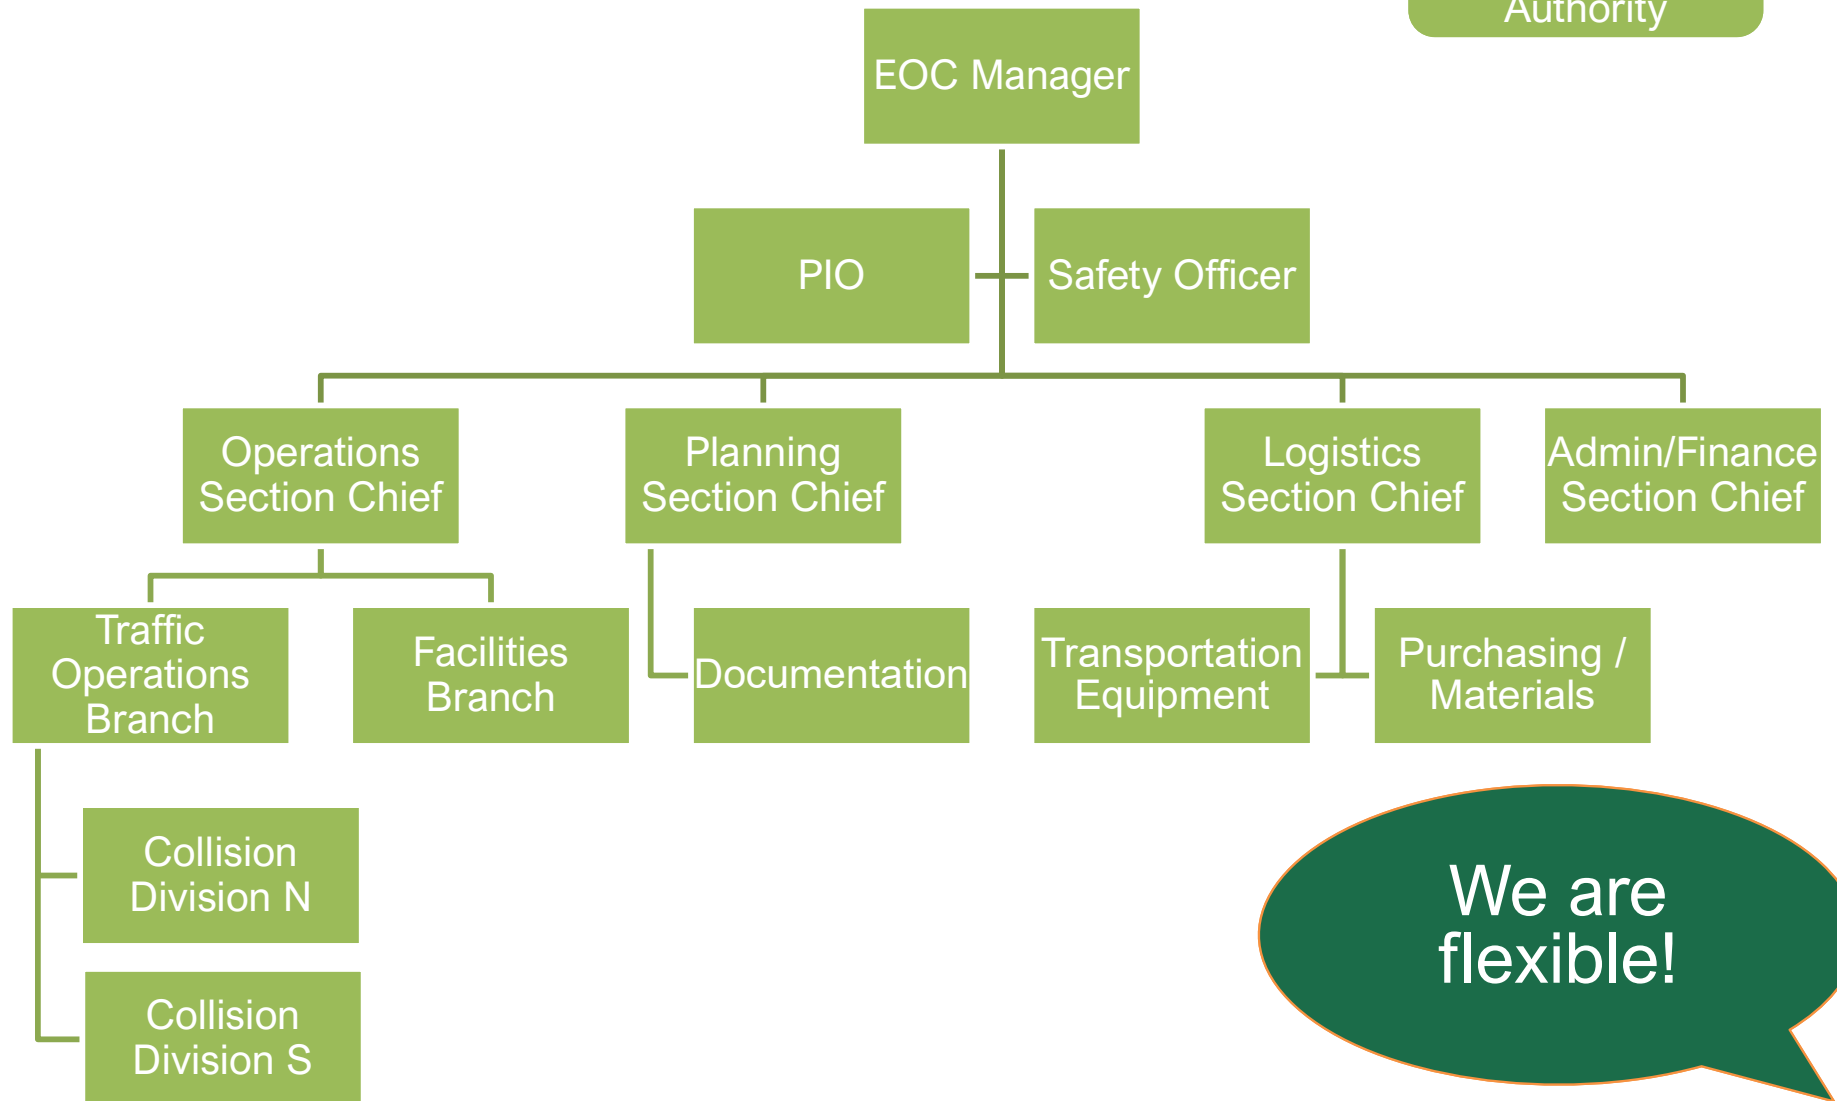 Authority
EOC Manager
PIO
Safety Officer
Operations
Section Chief
Planning
Section Chief
Logistics
Section Chief
Admin/Finance
Section Chief
Traffic
Operations
Branch
Facilities
Branch
Documentation
Transportation
Equipment
Purchasing /
Materials
Collision
Division N
Collision
Division S
We are
flexible!